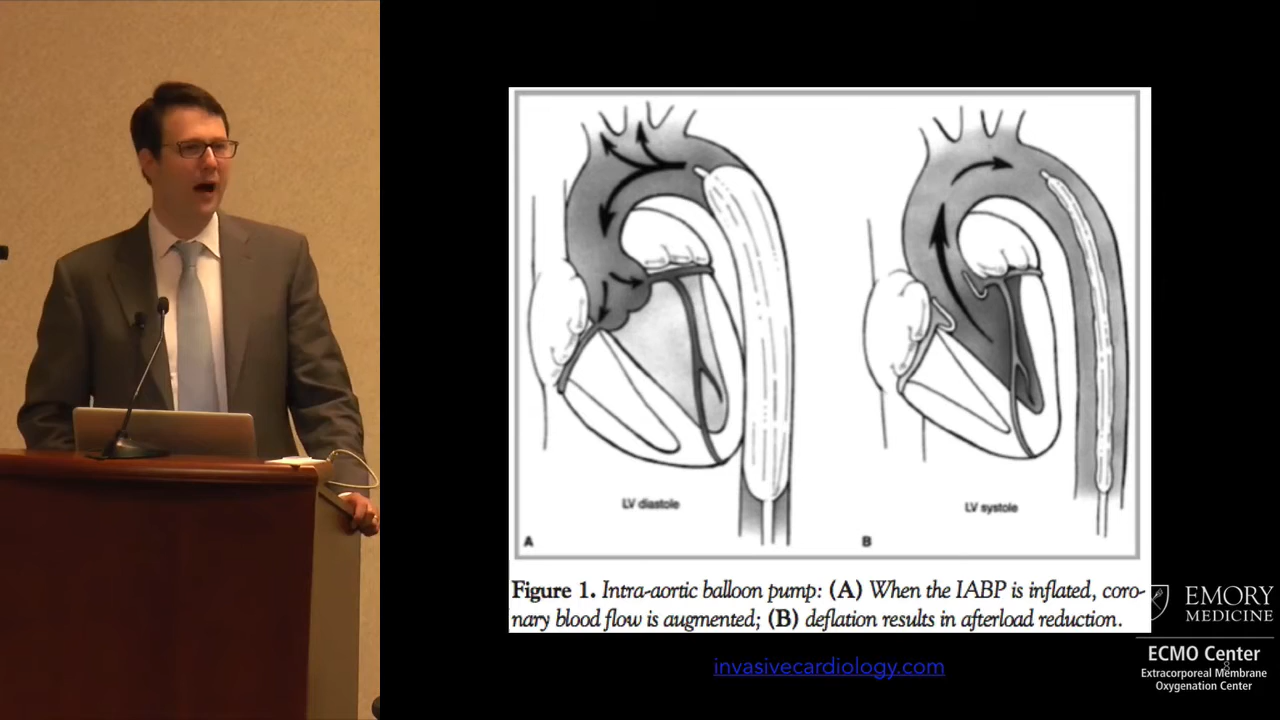 LV diastole
LV systole
A
B
Figure 1. Intra-aortic balloon pump: (A) When the IABP is inflated, coro-
nary blood flow is augmented; (B) deflation results in afterload reduction.
invasivecardiology.com
EMORY
MEDICINE
ECMO Center
8
Extracorporeal Membrane
Oxygenation Center